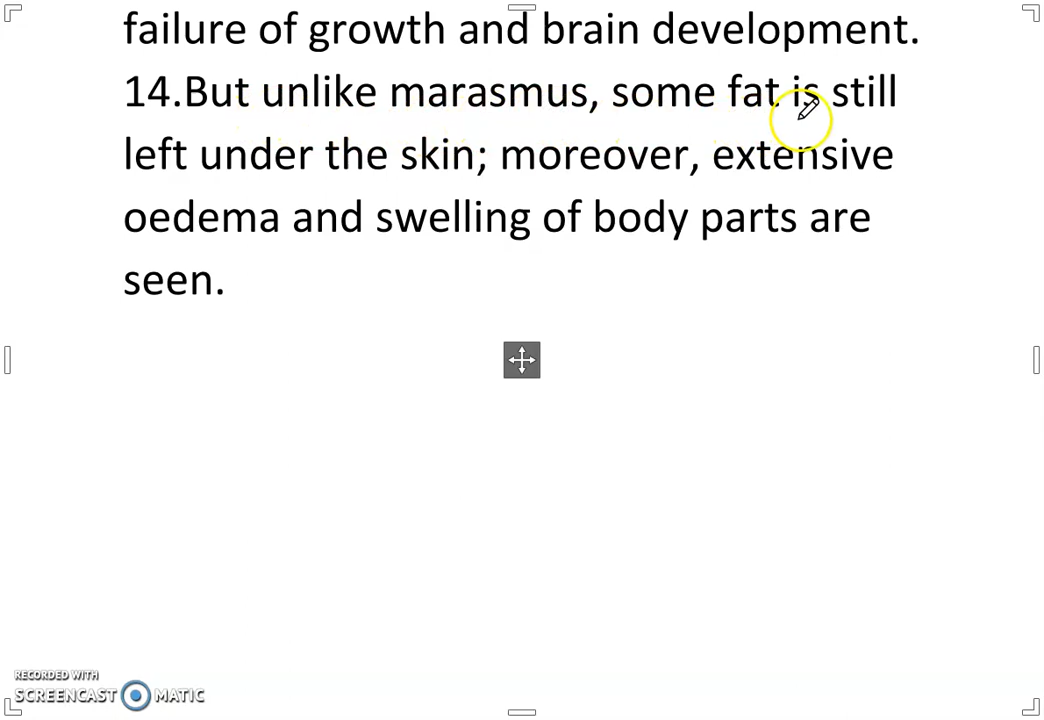 failure of growth and brain development.
14.But unlike marasmus, some fat is still
left under the skin; moreover, extensive
oedema and swelling of body parts are
seen.
RECORDED WITH
SCREENCAST MATIC